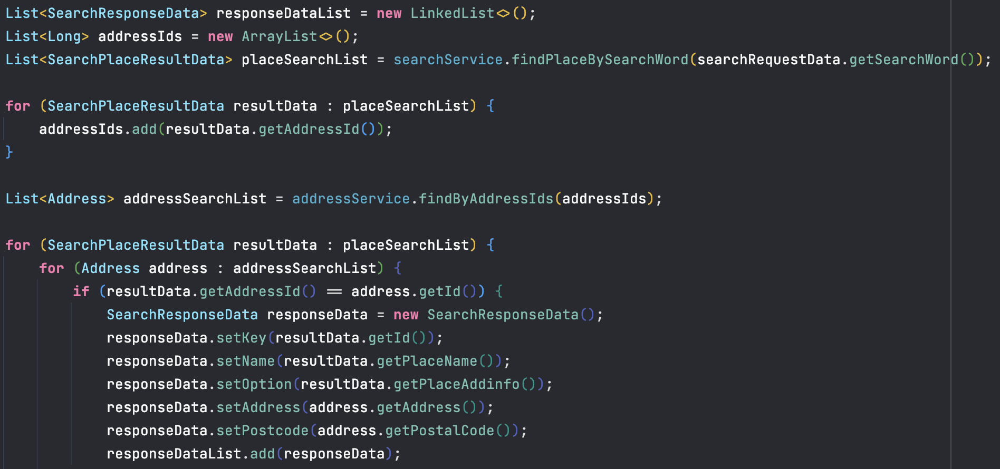 List<SearchResponseData> responseDataList = new LinkedList<>();
List<Long> addressIds = new ArrayList<>();
List<SearchPlaceResultData> placeSearchList = searchService.findPlaceBySearchWord(searchRequestData.getSearchWord());
for (SearchPlaceResultData resultData : placeSearchList) {
addressIds.add(resultData.getAddressId());
}
List<Address> addressSearchList = addressService.findByAddressIds(addressIds);
for (SearchPlaceResultData resultData : placeSearchList) {
for (Address address : addressSearchList) {
if (resultData.getAddressId() == address.getId()) {
SearchResponseData responseData = new SearchResponseData();
responseData.setKey(resultData.getId());
responseData.setName(resultData.getPlaceName());
responseData.setOption(resultData.getPlaceAddinfo());
responseData.setAddress(address.getAddress());
responseData.setPostcode(address.getPostalCode());
responseDataList.add(responseData);